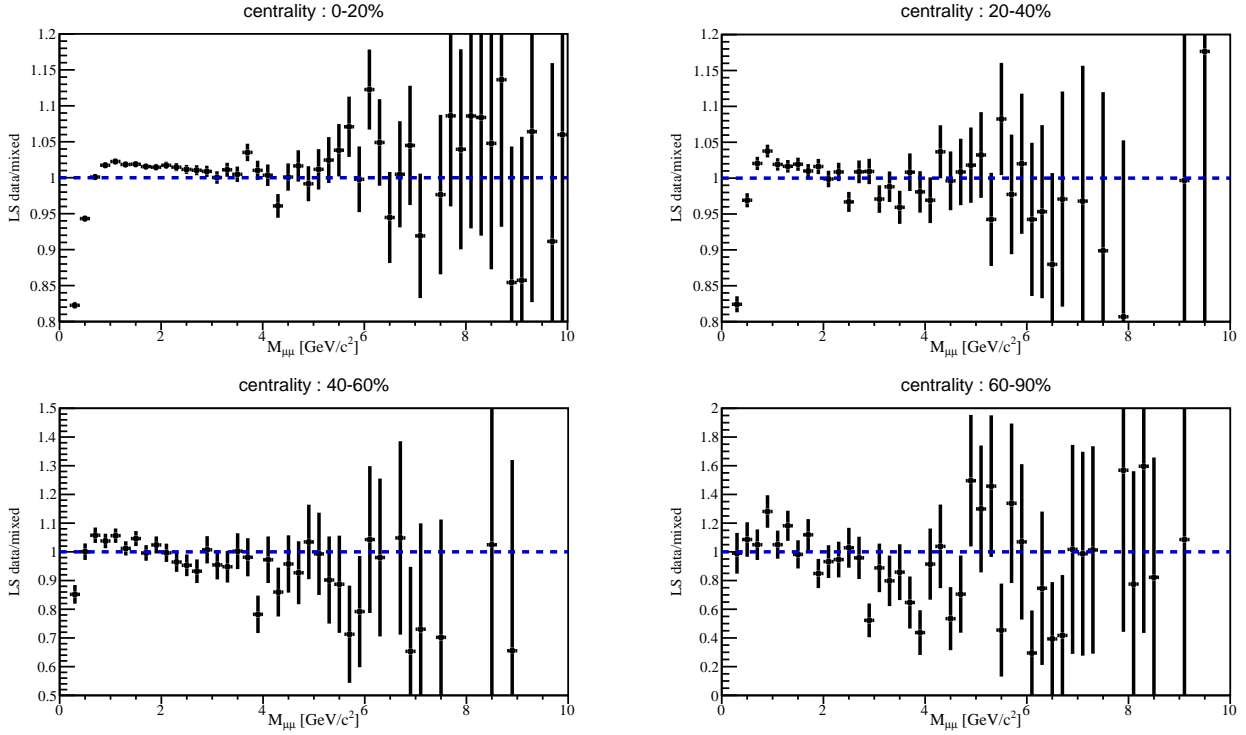 centrality : 0-20%
LS data/mixed
1.2
1.15
1.1
1.05
1
0.95
0.9
0.85
0.8
0 2 4 6 8 10
M_μμ [GeV/c²]
centrality : 20-40%
LS data/mixed
1.2
1.15
1.1
1.05
1
0.95
0.9
0.85
0.8
0 2 4 6 8 10
M_μμ [GeV/c²]
centrality : 40-60%
LS data/mixed
1.5
1.4
1.3
1.2
1.1
1
0.9
0.8
0.7
0.6
0.5
0 2 4 6 8 10
M_μμ [GeV/c²]
centrality : 60-90%
LS data/mixed
2
1.8
1.6
1.4
1.2
1
0.8
0.6
0.4
0.2
0
0 2 4 6 8 10
M_μμ [GeV/c²]